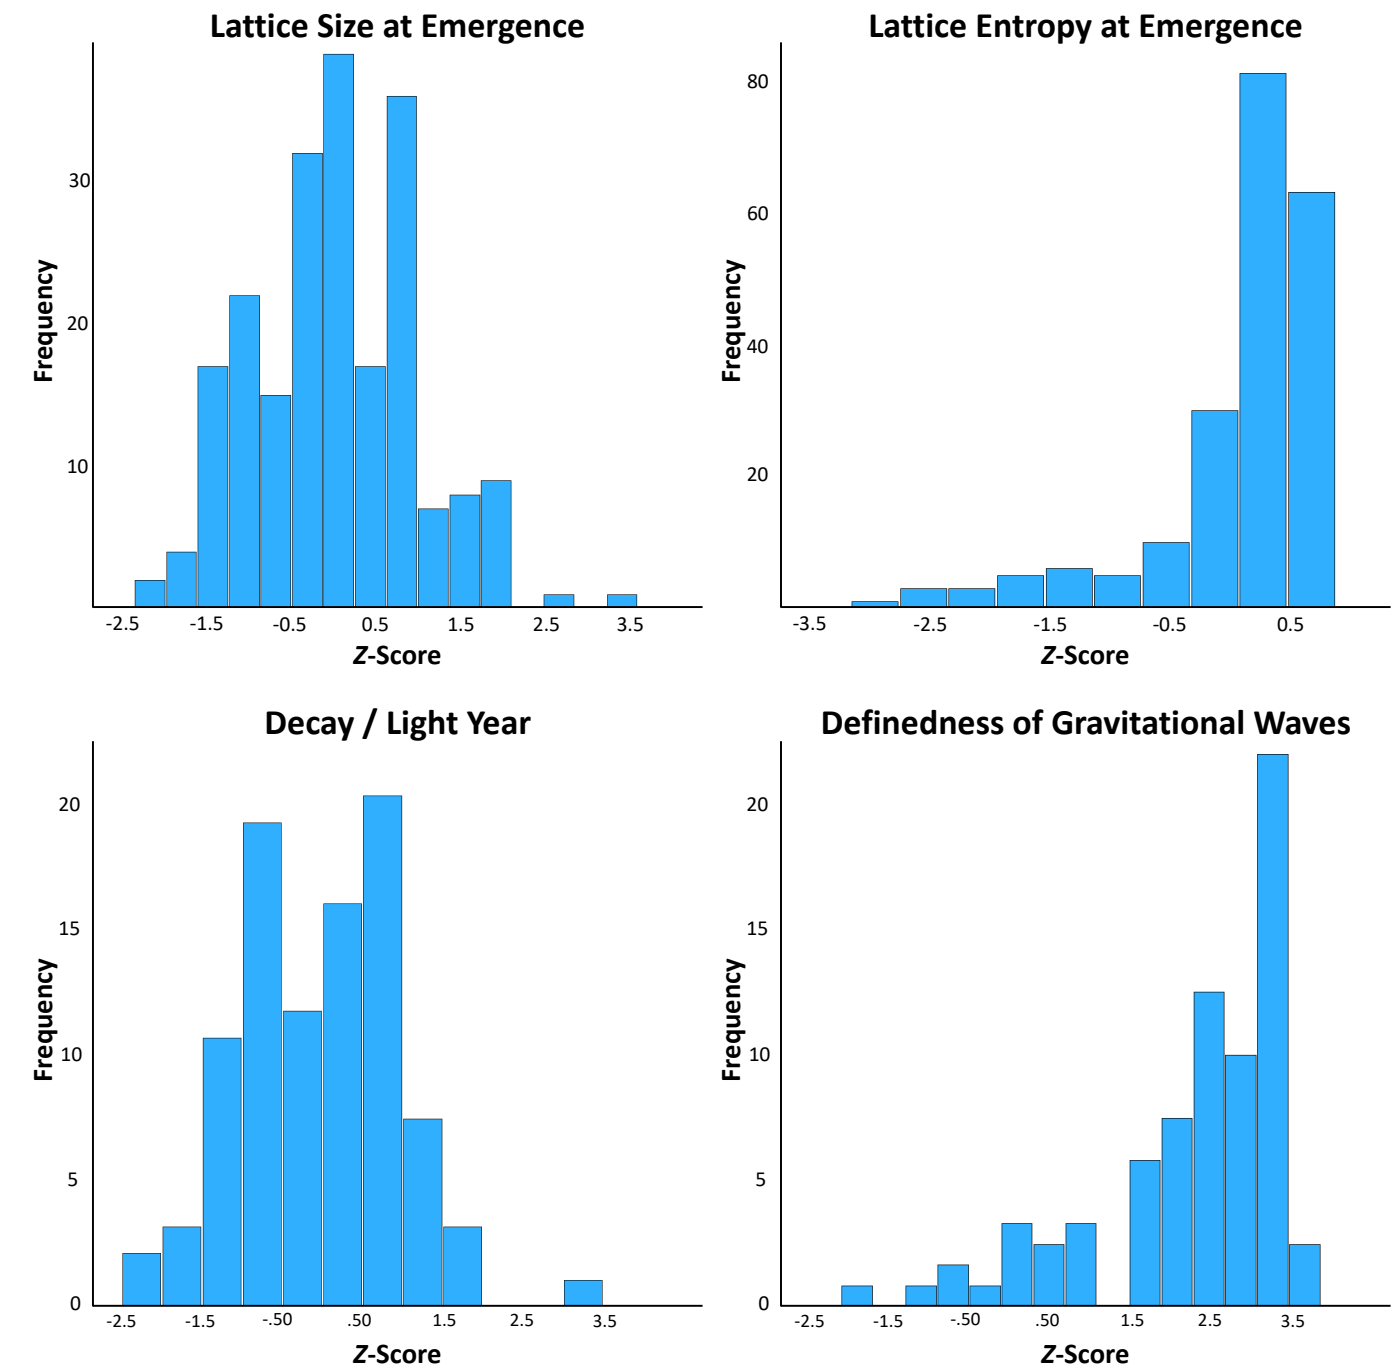 Lattice Size at Emergence
Frequency
30
20
10
-2.5 -1.5 -0.5 0.5 1.5 2.5 3.5
Z-Score
Lattice Entropy at Emergence
Frequency
80
60
40
20
-3.5 -2.5 -1.5 -0.5 0.5
Z-Score
Decay / Light Year
Frequency
20
15
10
5
0
-2.5 -1.5 -.50 .50 1.5 2.5 3.5
Z-Score
Definedness of Gravitational Waves
Frequency
20
15
10
5
0
-2.5 -1.5 -.50 .50 1.5 2.5 3.5
Z-Score